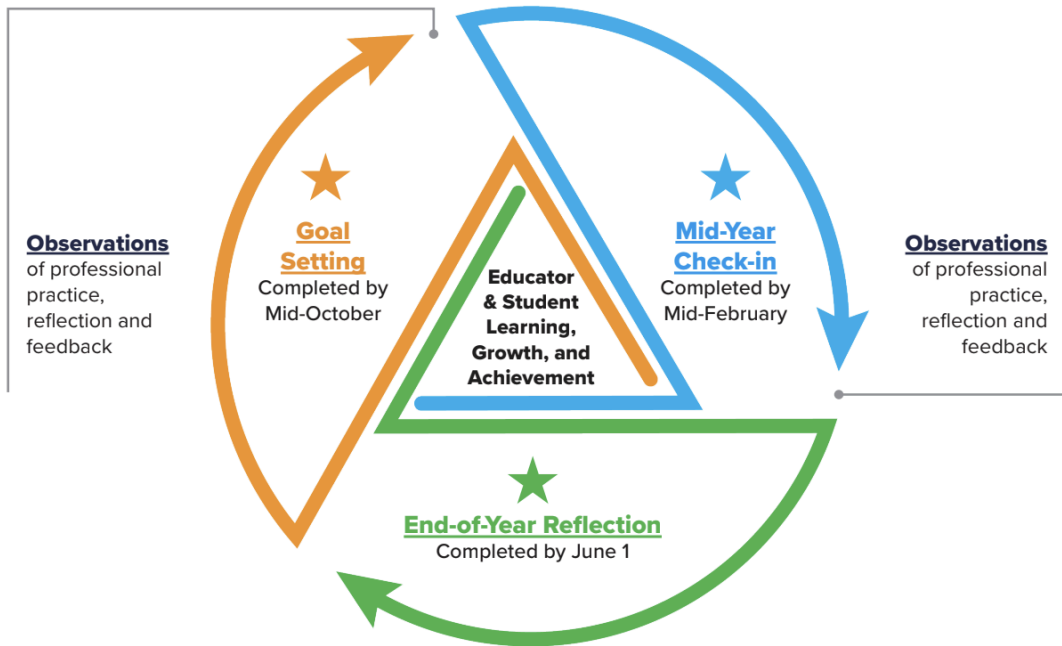 Observations
of professional
practice,
reflection and
feedback
Goal
Setting
Completed by
Mid-October
Educator
& Student
Learning,
Growth, and
Achievement
Mid-Year
Check-in
Completed by
Mid-February
Observations
of professional
practice,
reflection and
feedback
End-of-Year Reflection
Completed by June 1